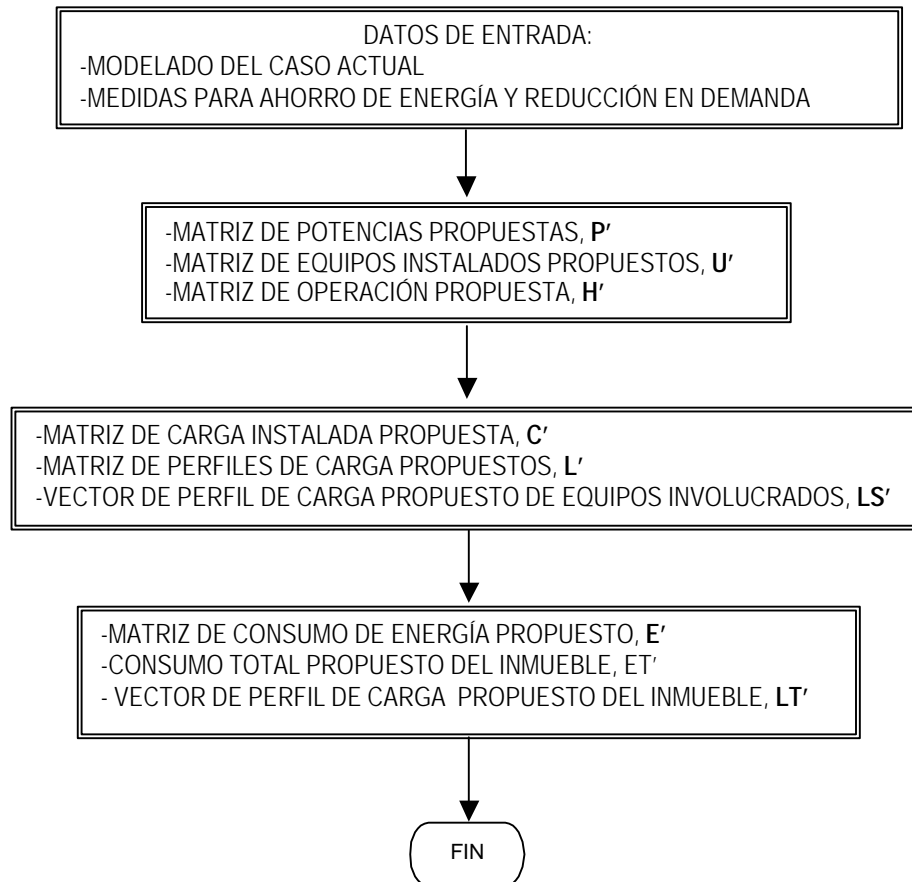 DATOS DE ENTRADA:
-MODELADO DEL CASO ACTUAL
-MEDIDAS PARA AHORRO DE ENERGÍA Y REDUCCIÓN EN DEMANDA
-MATRIZ DE POTENCIAS PROPUESTAS, P'
-MATRIZ DE EQUIPOS INSTALADOS PROPUESTOS, U'
-MATRIZ DE OPERACIÓN PROPUESTA, H'
-MATRIZ DE CARGA INSTALADA PROPUESTA, C'
-MATRIZ DE PERFILES DE CARGA PROPUESTOS, L'
-VECTOR DE PERFIL DE CARGA PROPUESTO DE EQUIPOS INVOLUCRADOS, LS'
-MATRIZ DE CONSUMO DE ENERGÍA PROPUESTO, E'
-CONSUMO TOTAL PROPUESTO DEL INMUEBLE, ET'
- VECTOR DE PERFIL DE CARGA PROPUESTO DEL INMUEBLE, LT'
FIN